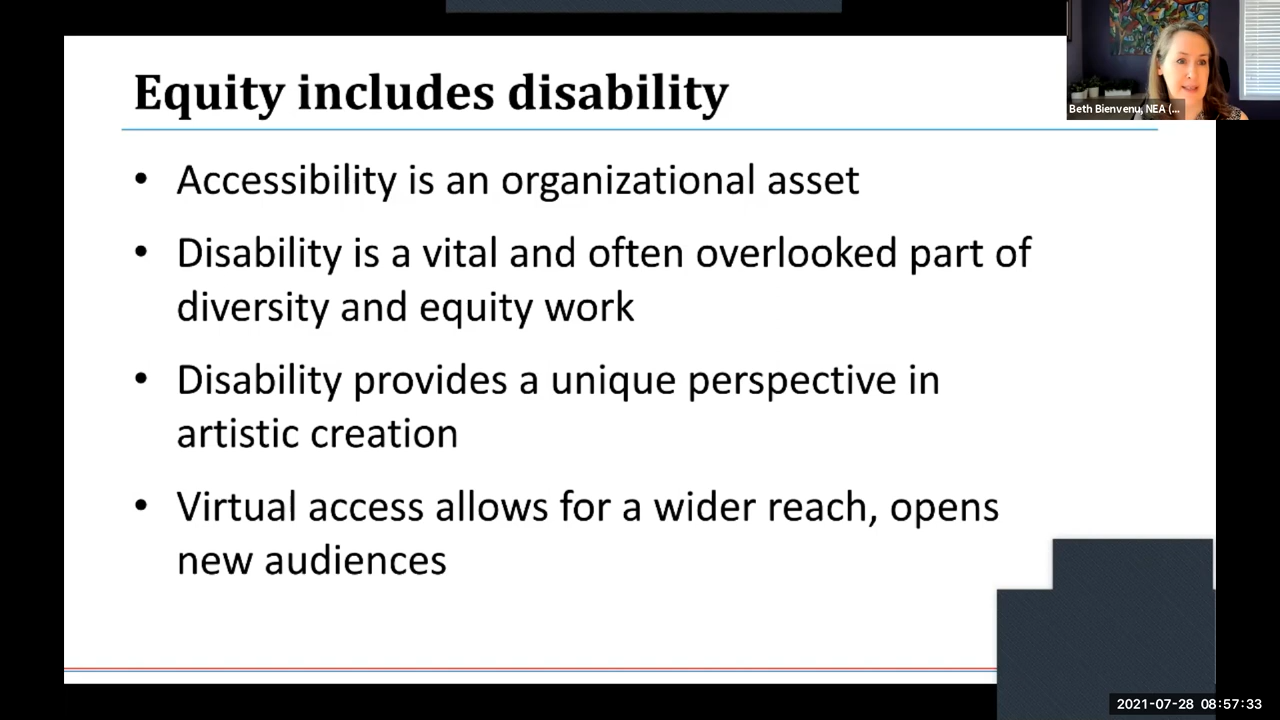 Equity includes disability
Beth Bienvenu, NEA (...
• Accessibility is an organizational asset
• Disability is a vital and often overlooked part of
diversity and equity work
• Disability provides a unique perspective in
artistic creation
• Virtual access allows for a wider reach, opens
new audiences
2021-07-28 08:57:33